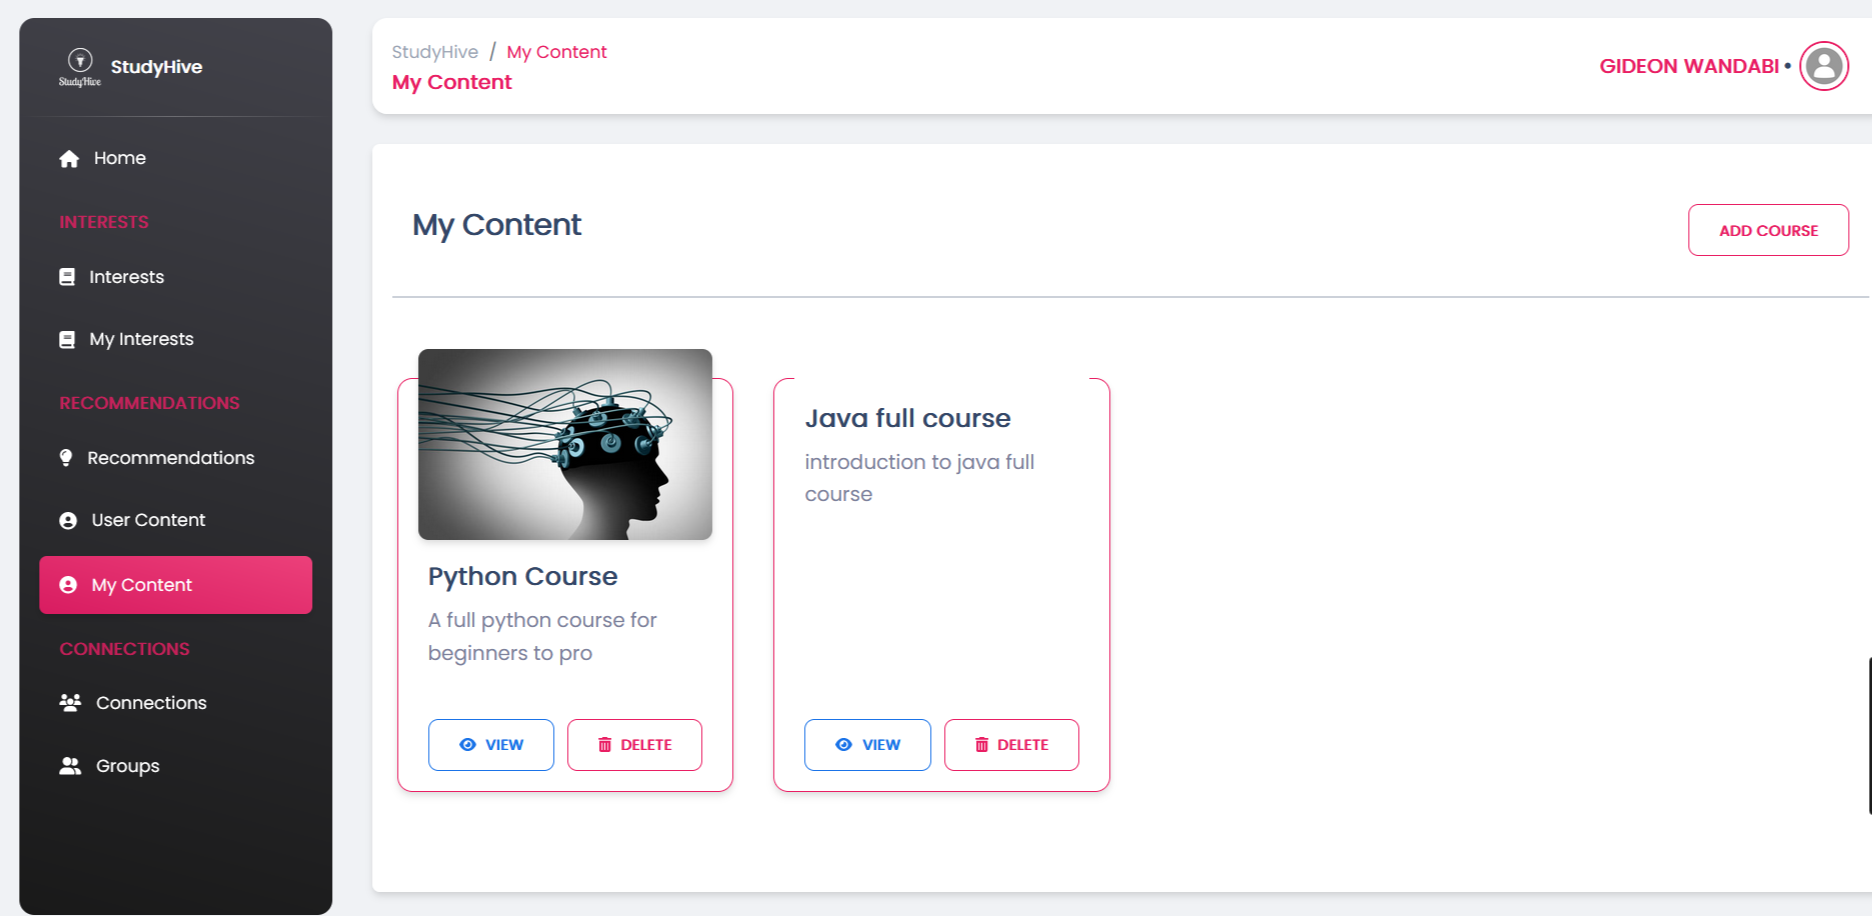 StudyHive
StudyHive
Home
INTERESTS
Interests
My Interests
RECOMMENDATIONS
Recommendations
User Content
My Content
CONNECTIONS
Connections
Groups
StudyHive / My Content
My Content
GIDEON WANDABI •
My Content
ADD COURSE
Python Course
A full python course for
beginners to pro
VIEW
DELETE
Java full course
introduction to java full
course
VIEW
DELETE